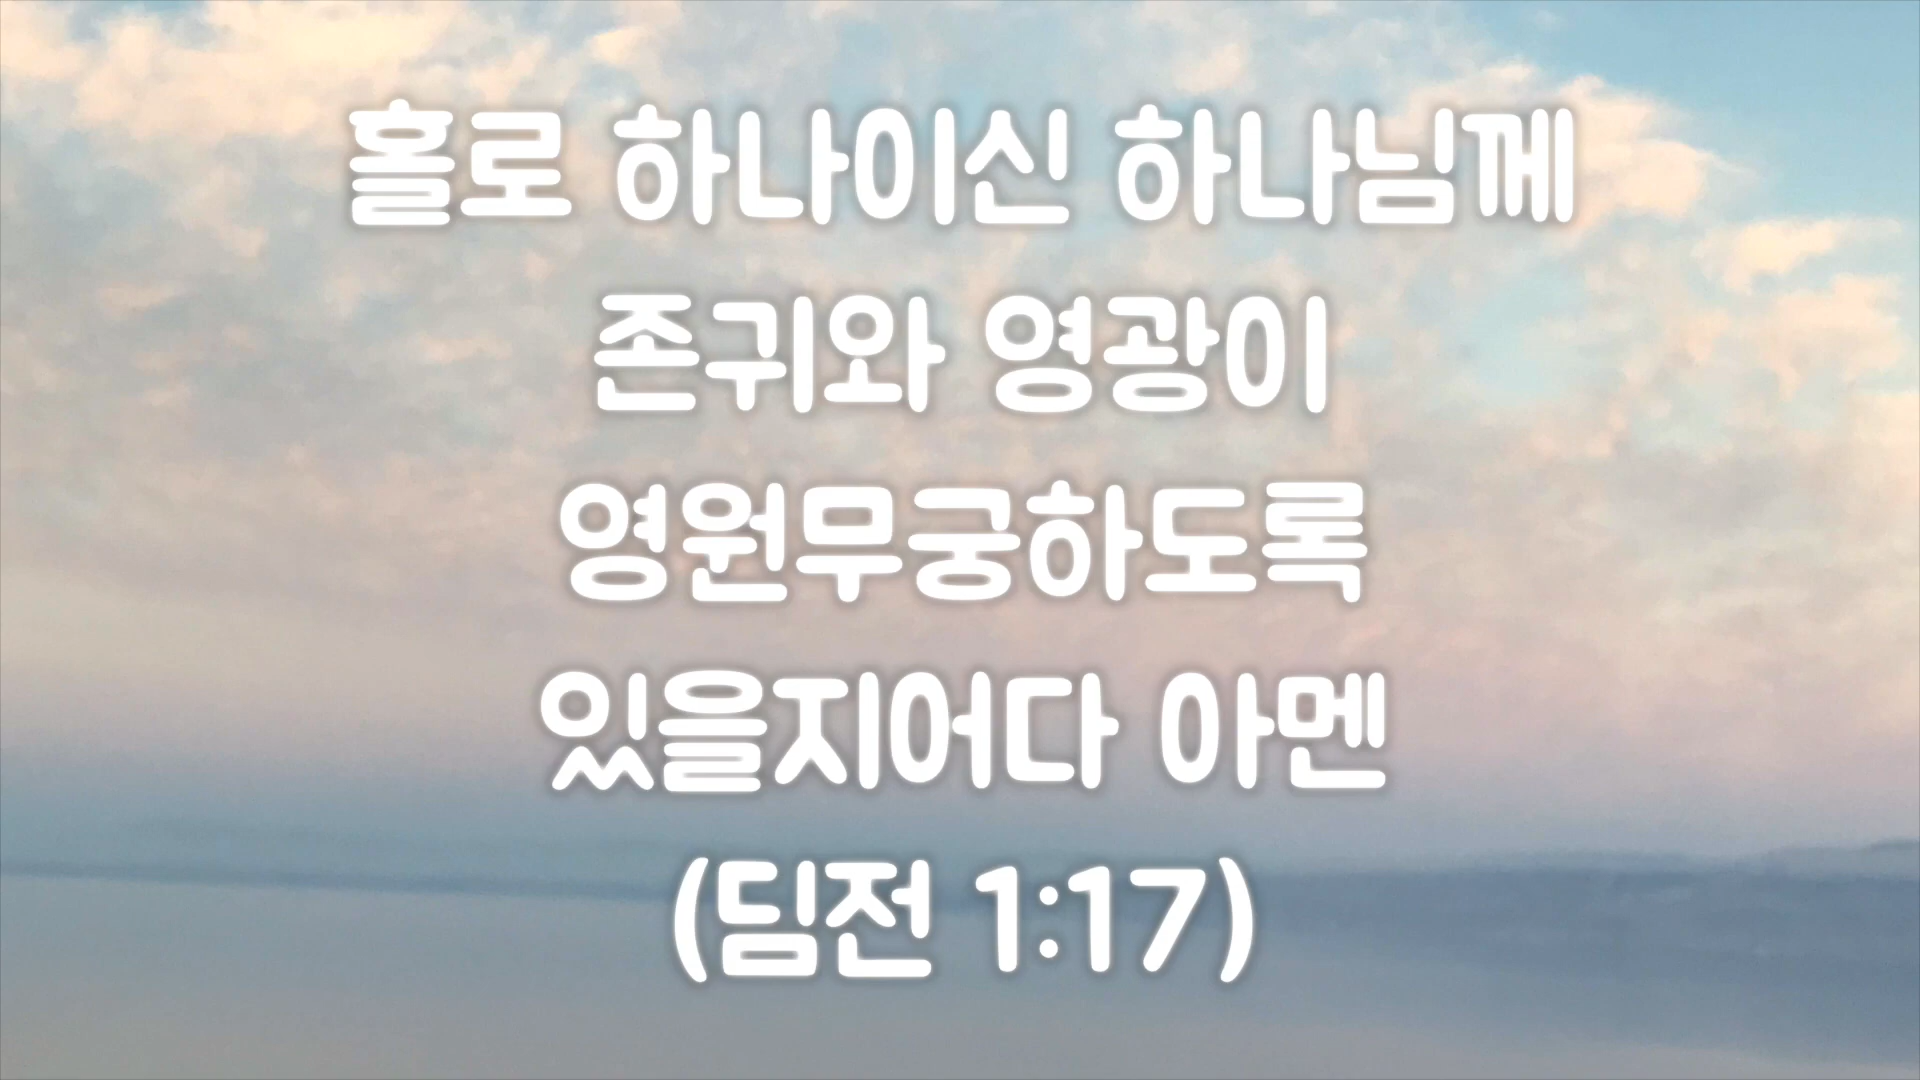 홀로 하나이신 하나님께
존귀와 영광이
영원무궁하도록
있을지어다 아멘
(딤전 1:17)